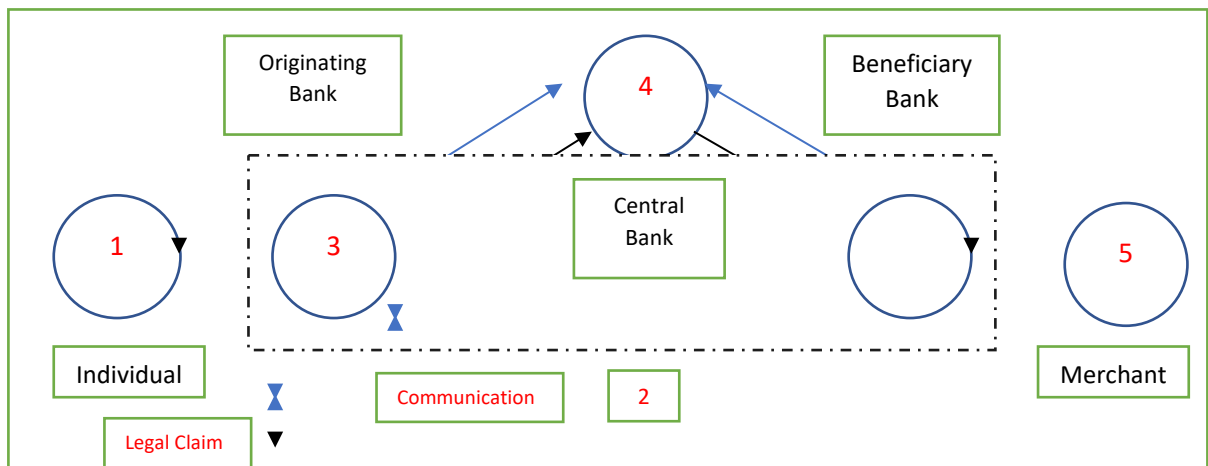 Originating
Bank
4
Beneficiary
Bank
Central
Bank
1
3
5
Individual
Merchant
Communication
2
Legal Claim